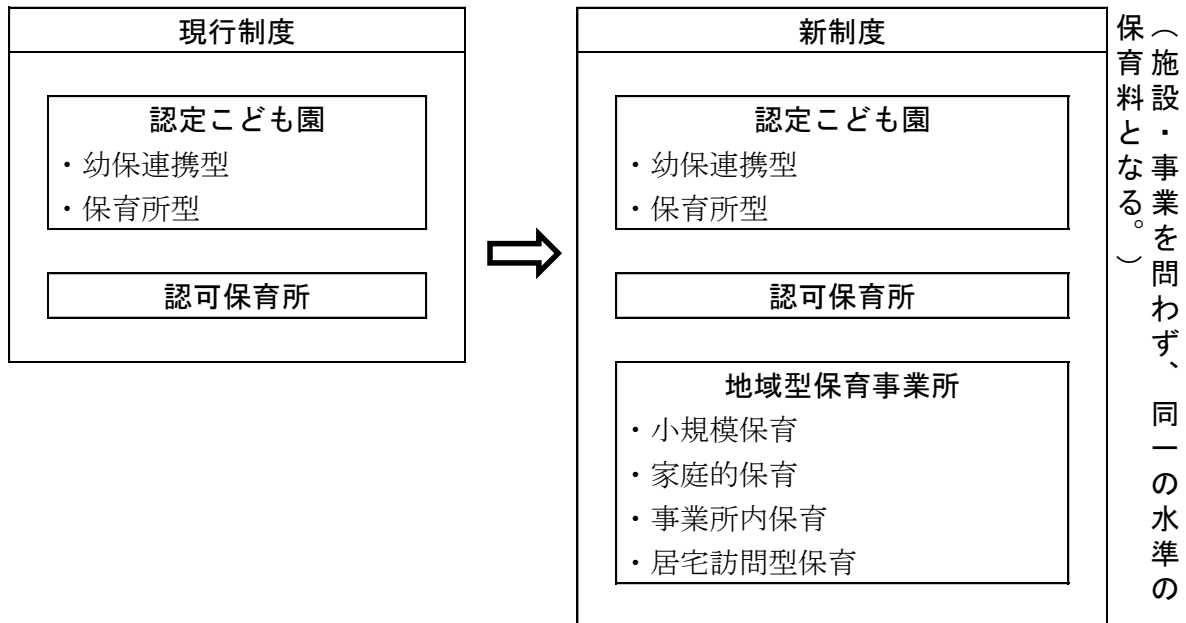 現行制度
認定こども園
・幼保連携型
・保育所型
認可保育所
新制度
認定こども園
・幼保連携型
・保育所型
認可保育所
地域型保育事業所
・小規模保育
・家庭的保育
・事業所内保育
・居宅訪問型保育
（施設・事業を問わず、同一の水準の
保育料となる。）